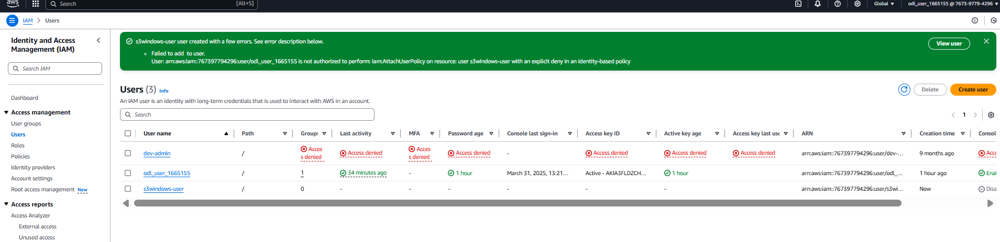 aws
Search
[Alt+S]
Global
odl_user_1665155 @ 7673-9779-4296
IAM > Users
Identity and Access Management (IAM)
Search IAM
Dashboard
Access management
User groups
Users
Roles
Policies
Identity providers
Account settings
Root access management New
Access reports
Access Analyzer
External access
Unused access
s3windows-user user created with a few errors. See error description below.
Failed to add to user.
User: arn:aws:iam::767397794296:user/odl_user_1665155 is not authorized to perform: iam:AttachUserPolicy on resource: user s3windows-user with an explicit deny in an identity-based policy
View user
Users (3) Info
An IAM user is an identity with long-term credentials that is used to interact with AWS in an account.
Delete
Create user
Search
1
User name Path Groups Last activity MFA Password age Console last sign-in Access key ID Active key age Access key last use ARN Creation time Consol
dev-admin / Access denied Access denied Access denied Access denied - Access denied Access denied Access denied arn:aws:iam::767397794296:user/dev-... 9 months ago Acce
odl_user_1665155 / 1 34 minutes ago - 1 hour March 31, 2025, 13:21... Active - AKIA3FLDZCH... 1 hour arn:aws:iam::767397794296:user/odl_... 1 hour ago Enal
s3windows-user / 0 - - - - - - arn:aws:iam::767397794296:user/s3wi... Now Disa